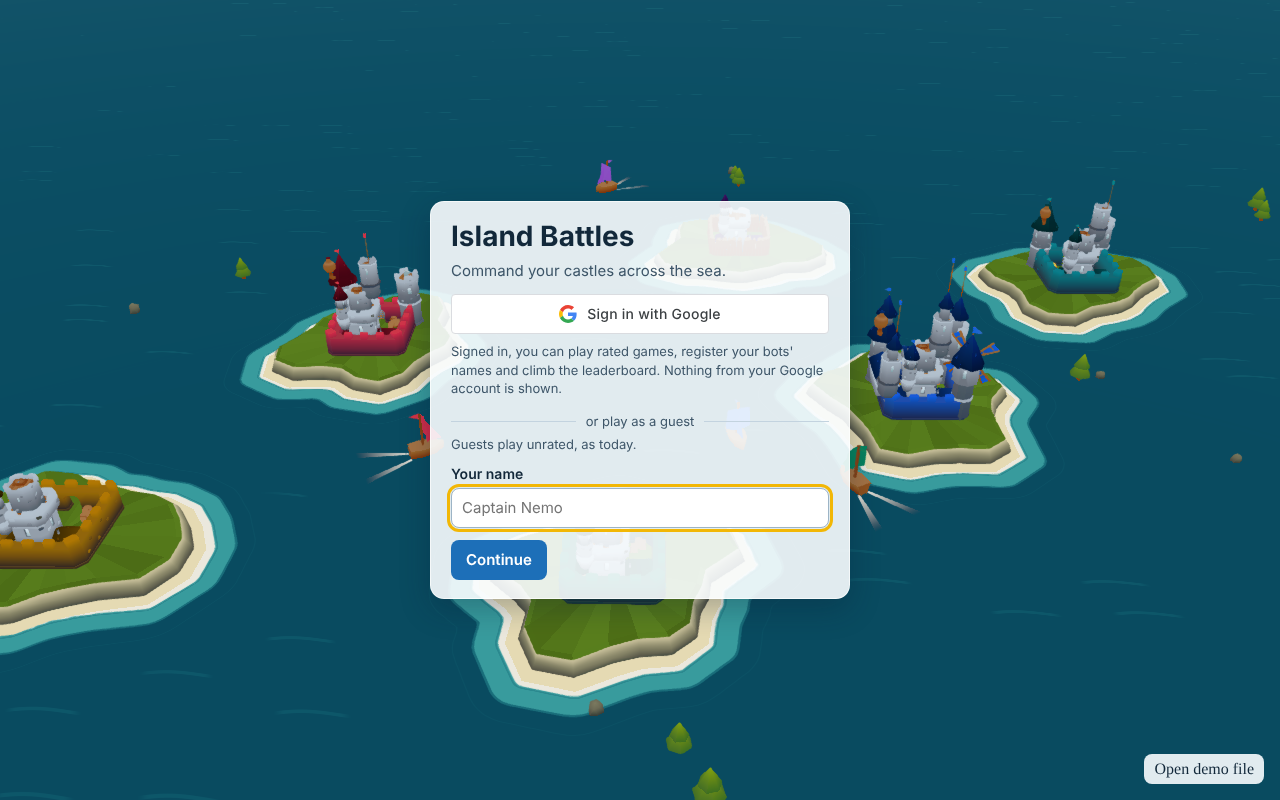 Island Battles
Command your castles across the sea.
Sign in with Google
Signed in, you can play rated games, register your bots'
names and climb the leaderboard. Nothing from your Google
account is shown.
or play as a guest
Guests play unrated, as today.
Your name
Captain Nemo
Continue
Open demo file